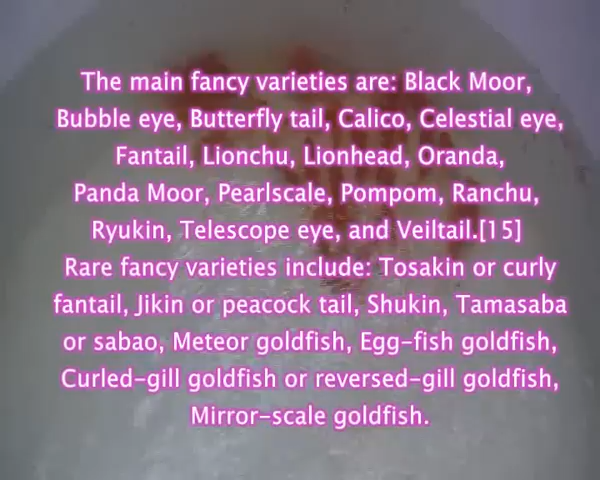 The main fancy varieties are: Black Moor,
Bubble eye, Butterfly tail, Calico, Celestial eye,
Fantail, Lionchu, Lionhead, Oranda,
Panda Moor, Pearlscale, Pompom, Ranchu,
Ryukin, Telescope eye, and Veiltail.[15]
Rare fancy varieties include: Tosakin or curly
fantail, Jikin or peacock tail, Shukin, Tamasaba
or sabao, Meteor goldfish, Egg-fish goldfish,
Curled-gill goldfish or reversed-gill goldfish,
Mirror-scale goldfish.